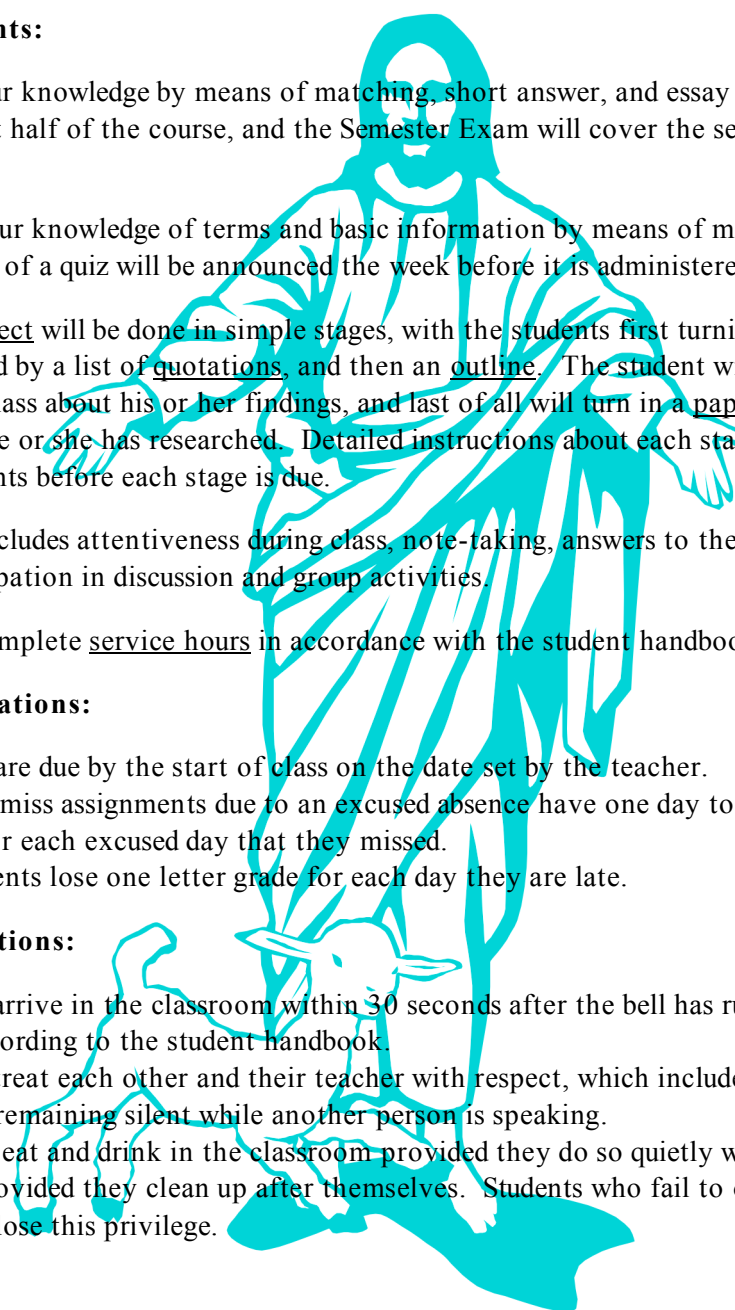 nts:
ur knowledge by means of matching, short answer, and essay
t half of the course, and the Semester Exam will cover the se
ur knowledge of terms and basic information by means of m
of a quiz will be announced the week before it is administere
ect will be done in simple stages, with the students first turni
d by a list of quotations, and then an outline. The student w
lass about his or her findings, and last of all will turn in a pap
e or she has researched. Detailed instructions about each sta
nts before each stage is due.
cludes attentiveness during class, note-taking, answers to the
pation in discussion and group activities.
mplete service hours in accordance with the student handboo
ations:
are due by the start of class on the date set by the teacher.
miss assignments due to an excused absence have one day to
r each excused day that they missed.
ents lose one letter grade for each day they are late.
tions:
arrive in the classroom within 30 seconds after the bell has ru
ording to the student handbook.
treat each other and their teacher with respect, which include
remaining silent while another person is speaking.
eat and drink in the classroom provided they do so quietly w
ovided they clean up after themselves. Students who fail to
lose this privilege.